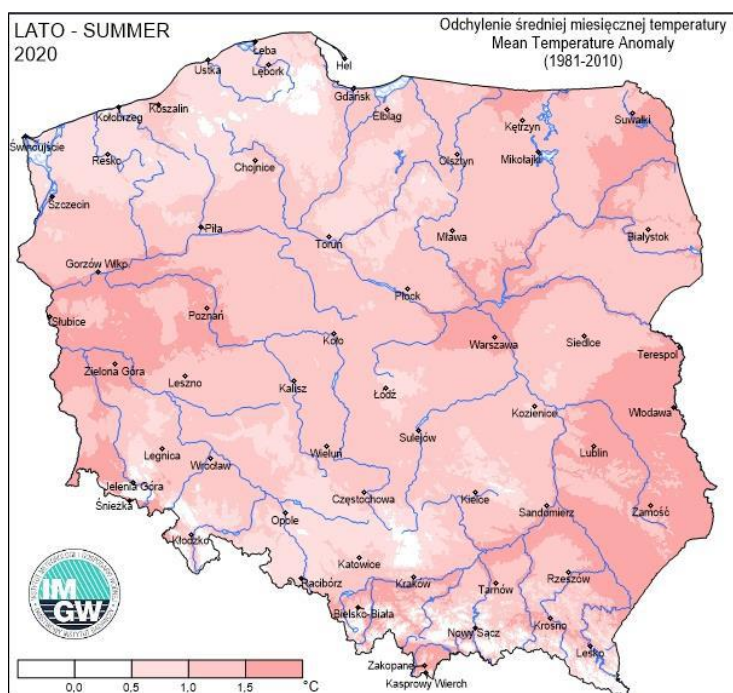 LATO - SUMMER
2020
Odchylenie średniej miesięcznej temperatury
Mean Temperature Anomaly
(1981-2010)
Łeba
Ustka
Lębork
Hel
Koszalin
Gdańsk
Kołobrzeg
Elbląg
Kętrzyn
Suwałki
Świnoujście
Resko
Chojnice
Olsztyn
Mikołajki
Szczecin
Piła
Toruń
Mława
Białystok
Gorzów Wlkp.
Płock
Słubice
Poznań
Koło
Warszawa
Siedlce
Terespol
Zielona Góra
Leszno
Kalisz
Łódź
Kozienice
Włodawa
Sulejów
Legnica
Wrocław
Wieluń
Lublin
Jelenia Góra
Śnieżka
Częstochowa
Kielce
Sandomierz
Zamość
Opole
Kłodzko
Katowice
Racibórz
Kraków
Tarnów
Rzeszów
Bielsko-Biała
Nowy Sącz
Krosno
Lesko
Zakopane
Kasprowy Wierch
IM
GW
0,0 0,5 1,0 1,5 °C